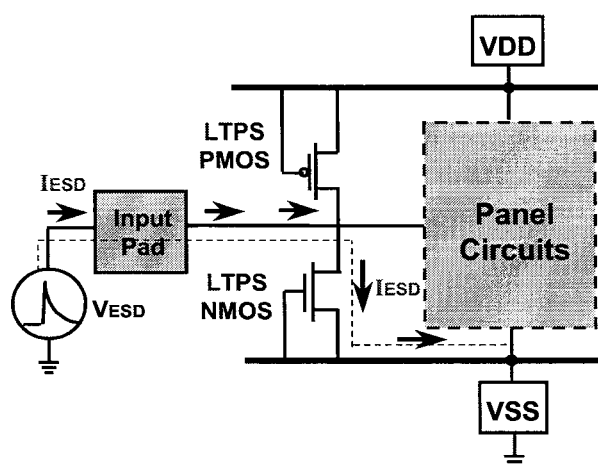 VDD
LTPS
PMOS
IESD
Input
Pad
Panel
Circuits
LTPS
NMOS
IESD
VESD
VSS